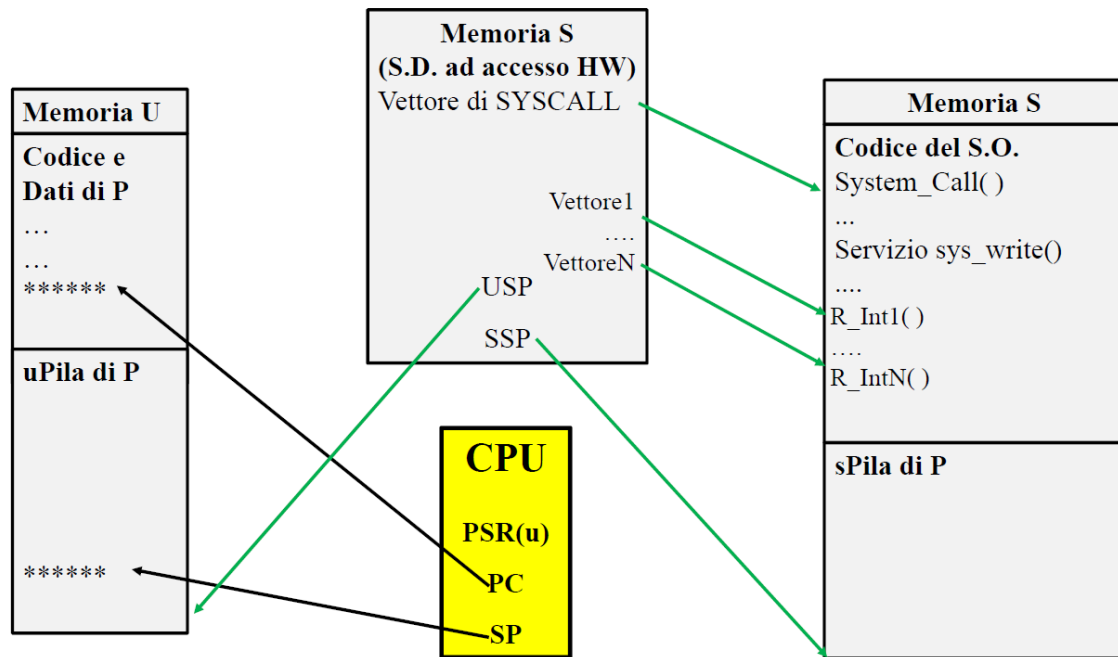 Memoria U
Codice e
Dati di P
…
…
******
uPila di P
******
Memoria S
(S.D. ad accesso HW)
Vettore di SYSCALL
Vettore1
….
VettoreN
USP
SSP
CPU
PSR(u)
PC
SP
Memoria S
Codice del S.O.
System_Call( )
...
Servizio sys_write()
....
R_Int1( )
….
R_IntN( )
sPila di P